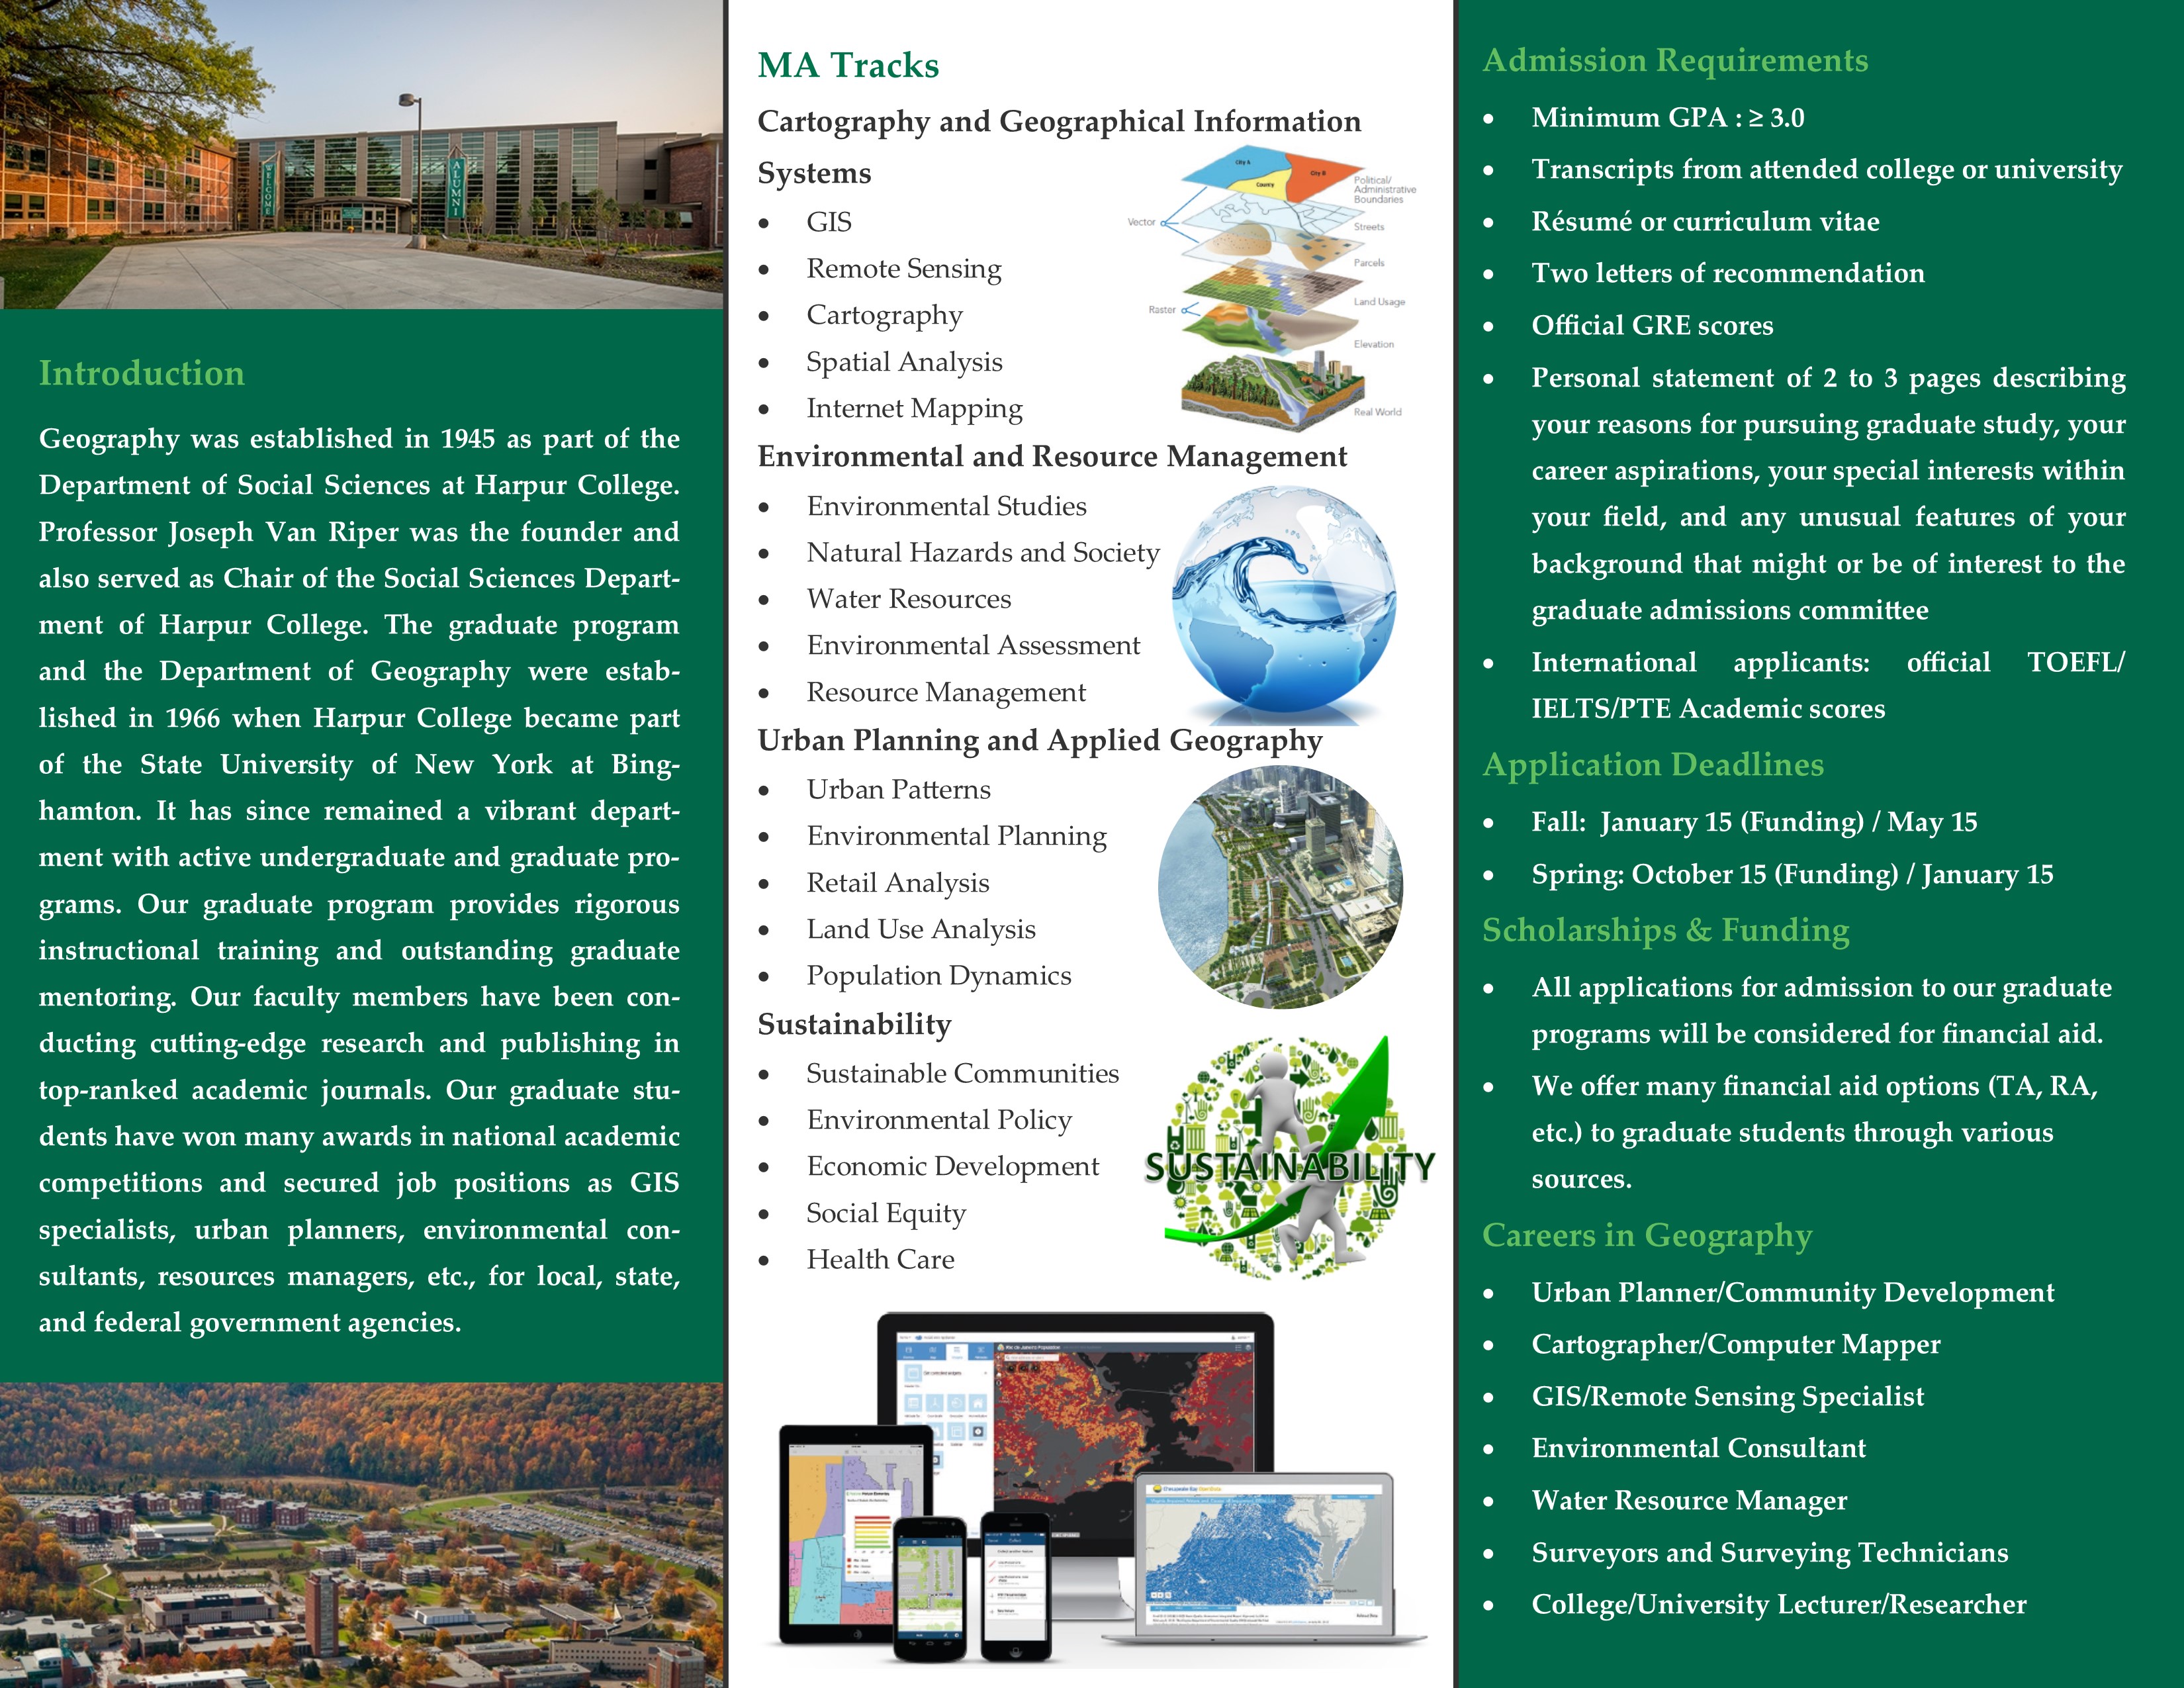 WELCOME
ALUMNI
Introduction
Geography was established in 1945 as part of the
Department of Social Sciences at Harpur College.
Professor Joseph Van Riper was the founder and
also served as Chair of the Social Sciences Depart-
ment of Harpur College. The graduate program
and the Department of Geography were estab-
lished in 1966 when Harpur College became part
of the State University of New York at Bing-
hamton. It has since remained a vibrant depart-
ment with active undergraduate and graduate pro-
grams. Our graduate program provides rigorous
instructional training and outstanding graduate
mentoring. Our faculty members have been con-
ducting cutting-edge research and publishing in
top-ranked academic journals. Our graduate stu-
dents have won many awards in national academic
competitions and secured job positions as GIS
specialists, urban planners, environmental con-
sultants, resources managers, etc., for local, state,
and federal government agencies.
MA Tracks
Cartography and Geographical Information
Systems
• GIS
• Remote Sensing
• Cartography
• Spatial Analysis
• Internet Mapping
City A
City B
County
Political/
Administrative
Boundaries
Vector
Streets
Parcels
Land Usage
Raster
Elevation
Real World
Environmental and Resource Management
• Environmental Studies
• Natural Hazards and Society
• Water Resources
• Environmental Assessment
• Resource Management
Urban Planning and Applied Geography
• Urban Patterns
• Environmental Planning
• Retail Analysis
• Land Use Analysis
• Population Dynamics
Sustainability
• Sustainable Communities
• Environmental Policy
• Economic Development
• Social Equity
• Health Care
SUSTAINABILITY
Admission Requirements
• Minimum GPA : ≥ 3.0
• Transcripts from attended college or university
• Résumé or curriculum vitae
• Two letters of recommendation
• Official GRE scores
• Personal statement of 2 to 3 pages describing
your reasons for pursuing graduate study, your
career aspirations, your special interests within
your field, and any unusual features of your
background that might or be of interest to the
graduate admissions committee
• International applicants: official TOEFL/
IELTS/PTE Academic scores
Application Deadlines
• Fall: January 15 (Funding) / May 15
• Spring: October 15 (Funding) / January 15
Scholarships & Funding
• All applications for admission to our graduate
programs will be considered for financial aid.
• We offer many financial aid options (TA, RA,
etc.) to graduate students through various
sources.
Careers in Geography
• Urban Planner/Community Development
• Cartographer/Computer Mapper
• GIS/Remote Sensing Specialist
• Environmental Consultant
• Water Resource Manager
• Surveyors and Surveying Technicians
• College/University Lecturer/Researcher